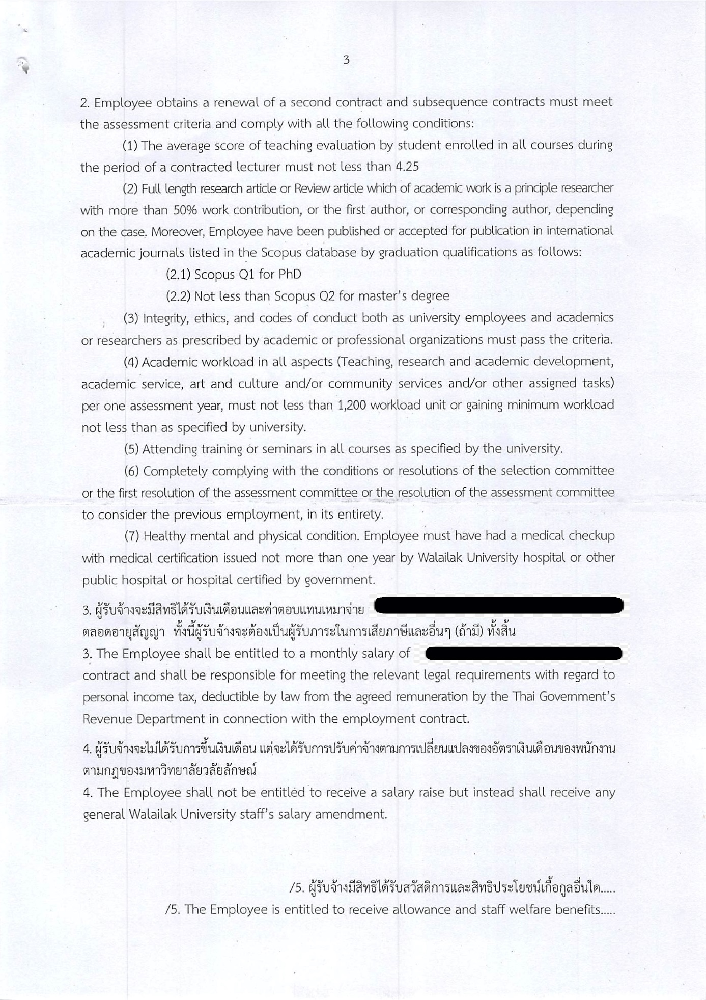 3
2. Employee obtains a renewal of a second contract and subsequence contracts must meet
the assessment criteria and comply with all the following conditions:
(1) The average score of teaching evaluation by student enrolled in all courses during
the period of a contracted lecturer must not less than 4.25
(2) Full length research article or Review article which of academic work is a principle researcher
with more than 50% work contribution, or the first author, or corresponding author, depending
on the case. Moreover, Employee have been published or accepted for publication in international
academic journals listed in the Scopus database by graduation qualifications as follows:
(2.1) Scopus Q1 for PhD
(2.2) Not less than Scopus Q2 for master's degree
(3) Integrity, ethics, and codes of conduct both as university employees and academics
or researchers as prescribed by academic or professional organizations must pass the criteria.
(4) Academic workload in all aspects (Teaching, research and academic development,
academic service, art and culture and/or community services and/or other assigned tasks)
per one assessment year, must not less than 1,200 workload unit or gaining minimum workload
not less than as specified by university.
(5) Attending training or seminars in all courses as specified by the university.
(6) Completely complying with the conditions or resolutions of the selection committee
or the first resolution of the assessment committee or the resolution of the assessment committee
to consider the previous employment, in its entirety.
(7) Healthy mental and physical condition. Employee must have had a medical checkup
with medical certification issued not more than one year by Walailak University hospital or other
public hospital or hospital certified by government.
3. ผู้รับจ้างจะมีสิทธิได้รับเงินเดือนและค่าตอบแทนเหมาจ่าย
ตลอดอายุสัญญา ทั้งนี้ผู้รับจ้างจะต้องเป็นผู้รับภาระในการเสียภาษีและอื่นๆ (ถ้ามี) ทั้งสิ้น
3. The Employee shall be entitled to a monthly salary of
contract and shall be responsible for meeting the relevant legal requirements with regard to
personal income tax, deductible by law from the agreed remuneration by the Thai Government's
Revenue Department in connection with the employment contract.
4. ผู้รับจ้างจะไม่ได้รับการขึ้นเงินเดือน แต่จะได้รับการปรับค่าจ้างตามการเปลี่ยนแปลงของอัตราเงินเดือนของพนักงาน
ตามกฎของมหาวิทยาลัยวลัยลักษณ์
4. The Employee shall not be entitled to receive a salary raise but instead shall receive any
general Walailak University staff's salary amendment.
/5. ผู้รับจ้างมีสิทธิได้รับสวัสดิการและสิทธิประโยชน์เกื้อกูลอื่นใด.....
/5. The Employee is entitled to receive allowance and staff welfare benefits.....